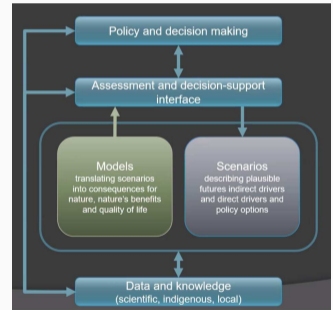 Policy and decision making
Assessment and decision-support
interface
Models
translating scenarios
into consequences for
nature, nature's benefits
and quality of life
Scenarios
describing plausible
futures indirect drivers
and direct drivers and
policy options
Data and knowledge
(scientific, indigenous, local)